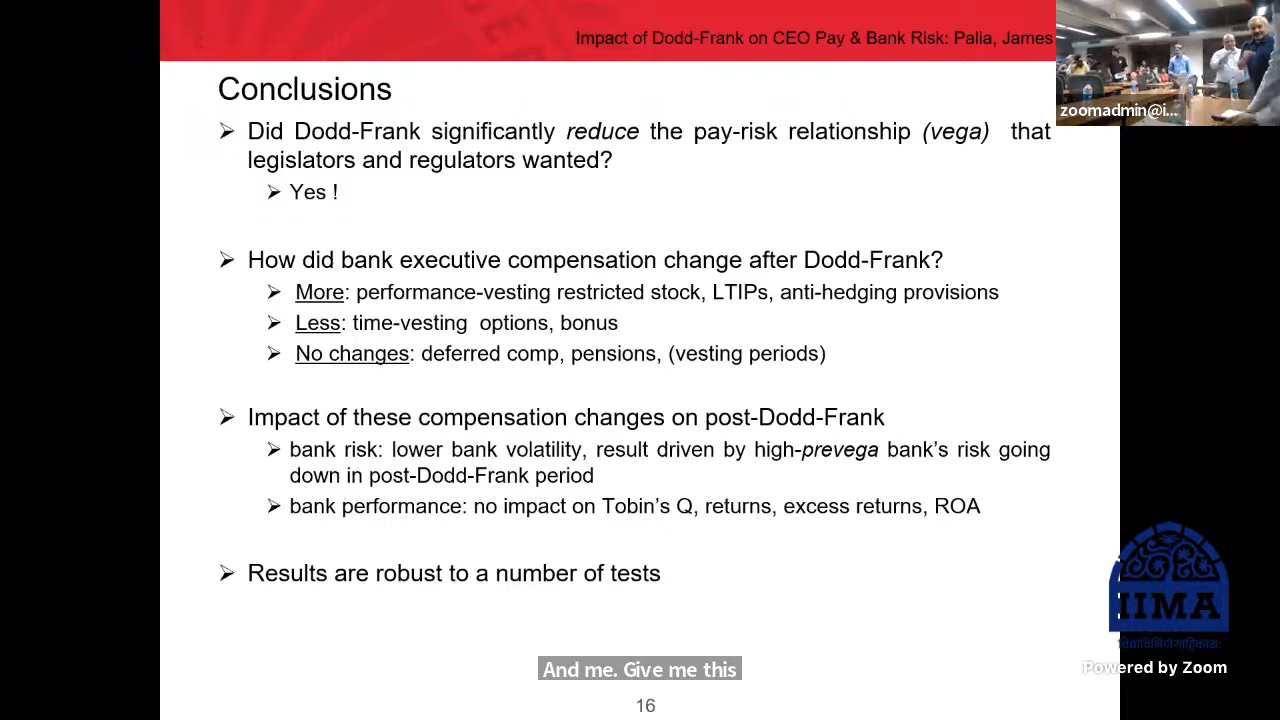 Impact of Dodd-Frank on CEO Pay & Bank Risk: Palia, James
zoomadmin@i...
Conclusions
➢ Did Dodd-Frank significantly reduce the pay-risk relationship (vega) that
legislators and regulators wanted?
➢ Yes !
➢ How did bank executive compensation change after Dodd-Frank?
➢ More: performance-vesting restricted stock, LTIPs, anti-hedging provisions
➢ Less: time-vesting options, bonus
➢ No changes: deferred comp, pensions, (vesting periods)
➢ Impact of these compensation changes on post-Dodd-Frank
➢ bank risk: lower bank volatility, result driven by high-prevega bank's risk going
down in post-Dodd-Frank period
➢ bank performance: no impact on Tobin's Q, returns, excess returns, ROA
➢ Results are robust to a number of tests
IIMA
Powered by Zoom
And me. Give me this
16